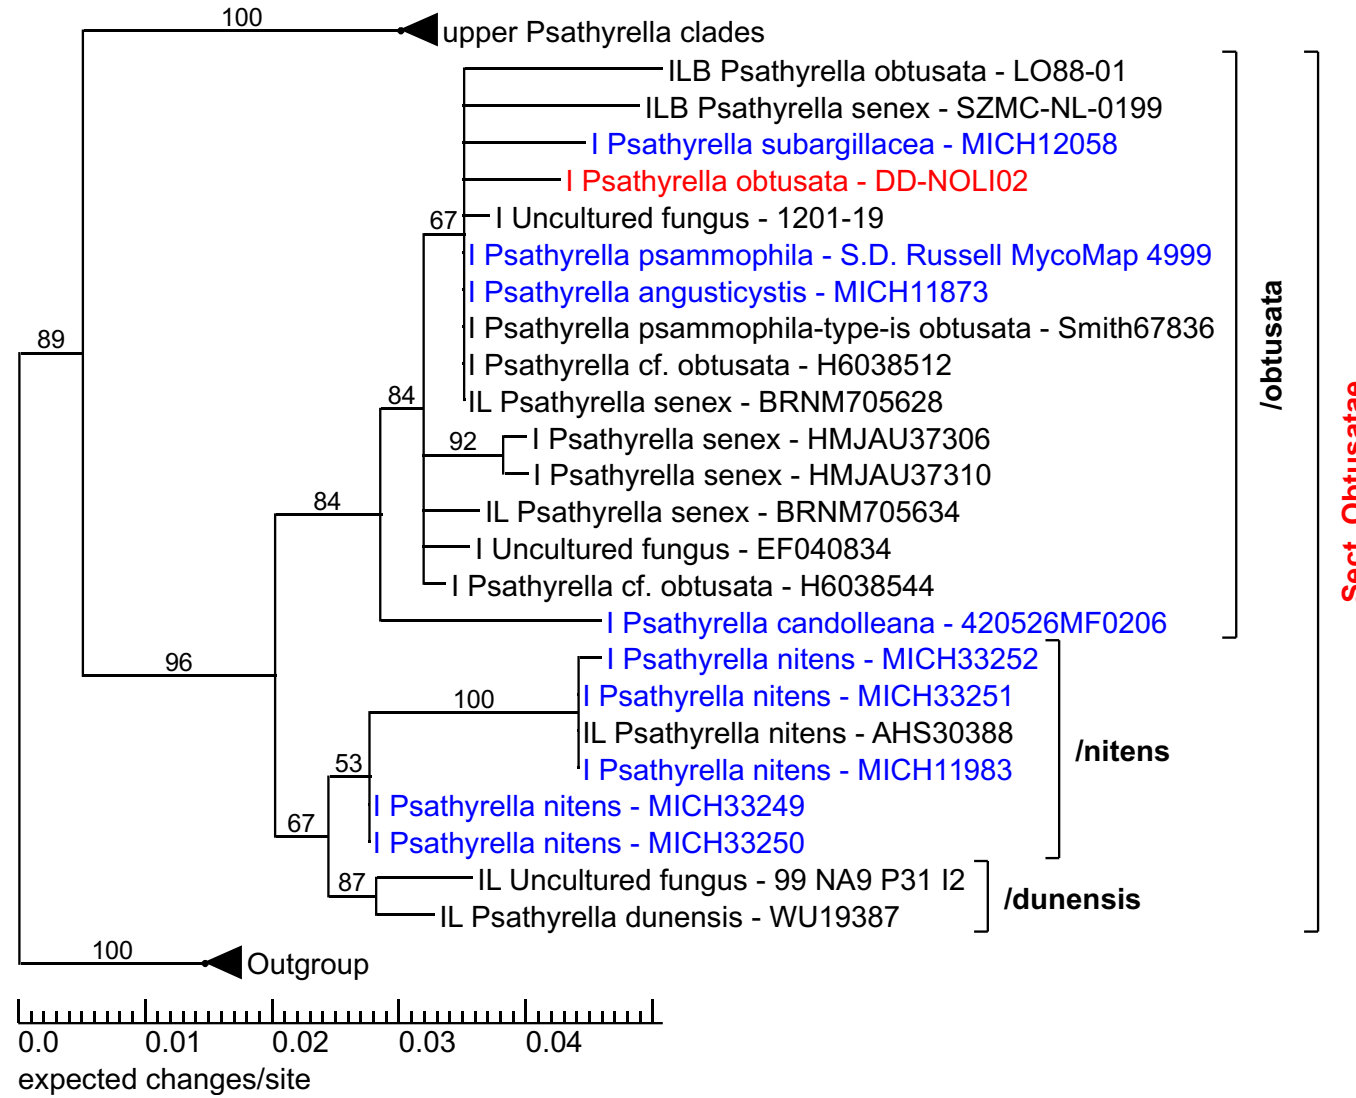 100
upper Psathyrella clades
ILB Psathyrella obtusata - LO88-01
ILB Psathyrella senex - SZMC-NL-0199
I Psathyrella subargillacea - MICH12058
I Psathyrella obtusata - DD-NOLI02
I Uncultured fungus - 1201-19
67
I Psathyrella psammophila - S.D. Russell MycoMap 4999
I Psathyrella angusticystis - MICH11873
/obtusata
I Psathyrella psammophila-type-is obtusata - Smith67836
89
I Psathyrella cf. obtusata - H6038512
84
IL Psathyrella senex - BRNM705628
92
I Psathyrella senex - HMJAU37306
I Psathyrella senex - HMJAU37310
Sect. Obtusatae
84
IL Psathyrella senex - BRNM705634
I Uncultured fungus - EF040834
I Psathyrella cf. obtusata - H6038544
I Psathyrella candolleana - 420526MF0206
96
I Psathyrella nitens - MICH33252
100
I Psathyrella nitens - MICH33251
IL Psathyrella nitens - AHS30388
/nitens
53
I Psathyrella nitens - MICH11983
I Psathyrella nitens - MICH33249
67
I Psathyrella nitens - MICH33250
87
IL Uncultured fungus - 99 NA9 P31 I2
/dunensis
IL Psathyrella dunensis - WU19387
100
Outgroup
0.0 0.01 0.02 0.03 0.04
expected changes/site